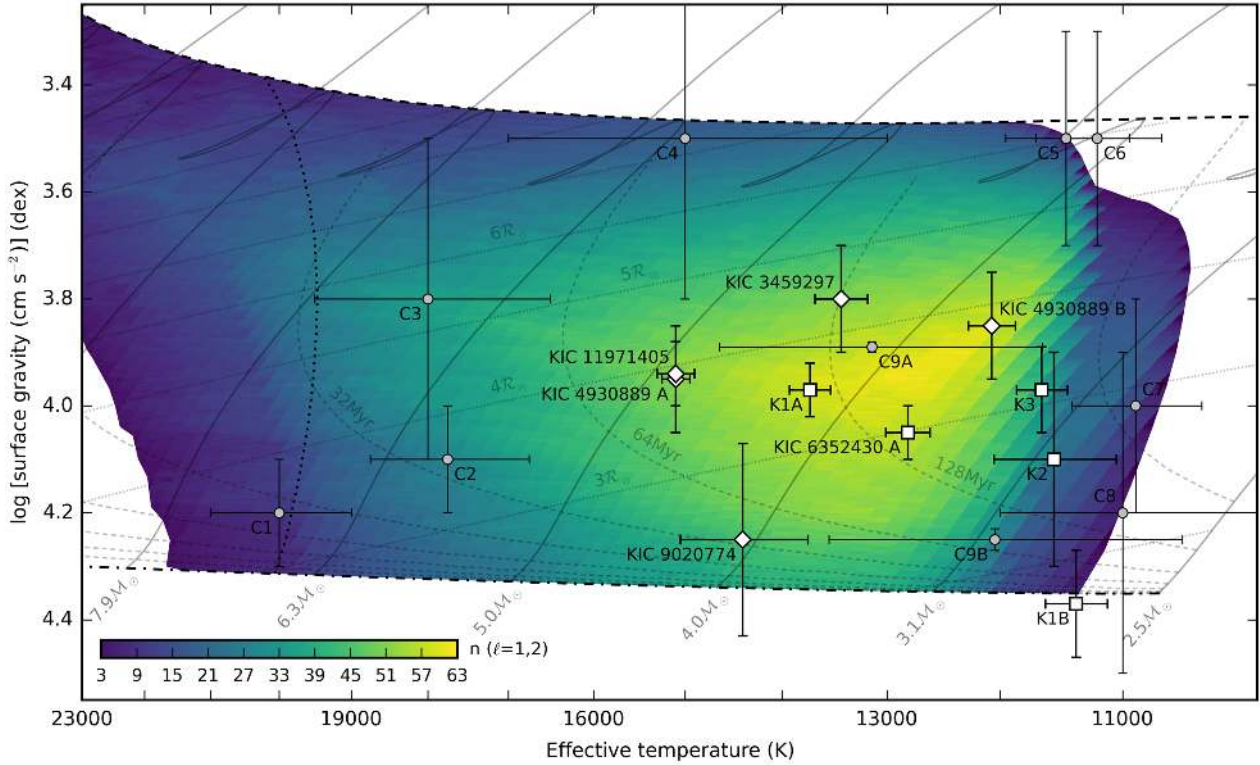 3.4
3.6
3.8
4.0
4.2
4.4
log [surface gravity (cm s⁻²)] (dex)
C4
C5
C6
6R☉
5R☉
C3
KIC 3459297
KIC 4930889 B
C9A
KIC 11971405
KIC 4930889 A
4R☉
K1A
K3
C7
32Myr
64Myr
KIC 6352430 A
C2
3R☉
128Myr
K2
C1
C8
KIC 9020774
C9B
K1B
7.9M☉
6.3M☉
5.0M☉
4.0M☉
3.1M☉
2.5M☉
n (ℓ=1,2)
3 9 15 21 27 33 39 45 51 57 63
23000 19000 16000 13000 11000
Effective temperature (K)